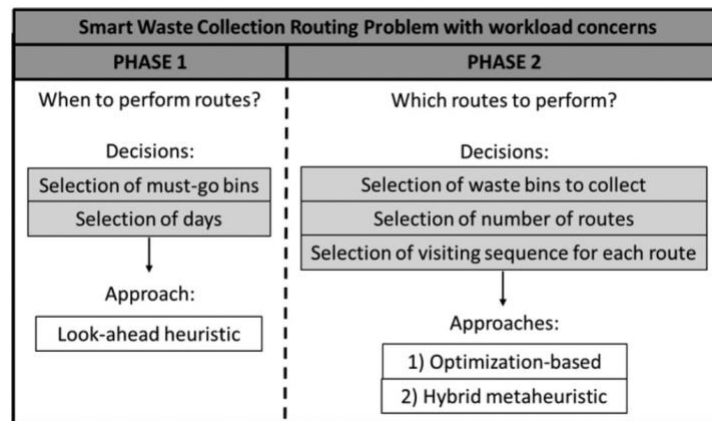 Smart Waste Collection Routing Problem with workload concerns
PHASE 1
When to perform routes?
Decisions:
Selection of must-go bins
Selection of days
Approach:
Look-ahead heuristic
PHASE 2
Which routes to perform?
Decisions:
Selection of waste bins to collect
Selection of number of routes
Selection of visiting sequence for each route
Approaches:
1) Optimization-based
2) Hybrid metaheuristic